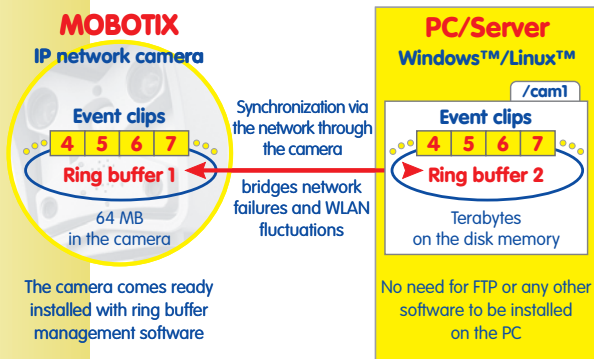 MOBOTIX
IP network camera
Event clips
4 5 6 7
Ring buffer 1
64 MB
in the camera
The camera comes ready
installed with ring buffer
management software
Synchronization via
the network through
the camera
bridges network
failures and WLAN
fluctuations
PC/Server
Windows™/Linux™
/cam1
Event clips
4 5 6 7
Ring buffer 2
Terabytes
on the disk memory
No need for FTP or any other
software to be installed
on the PC